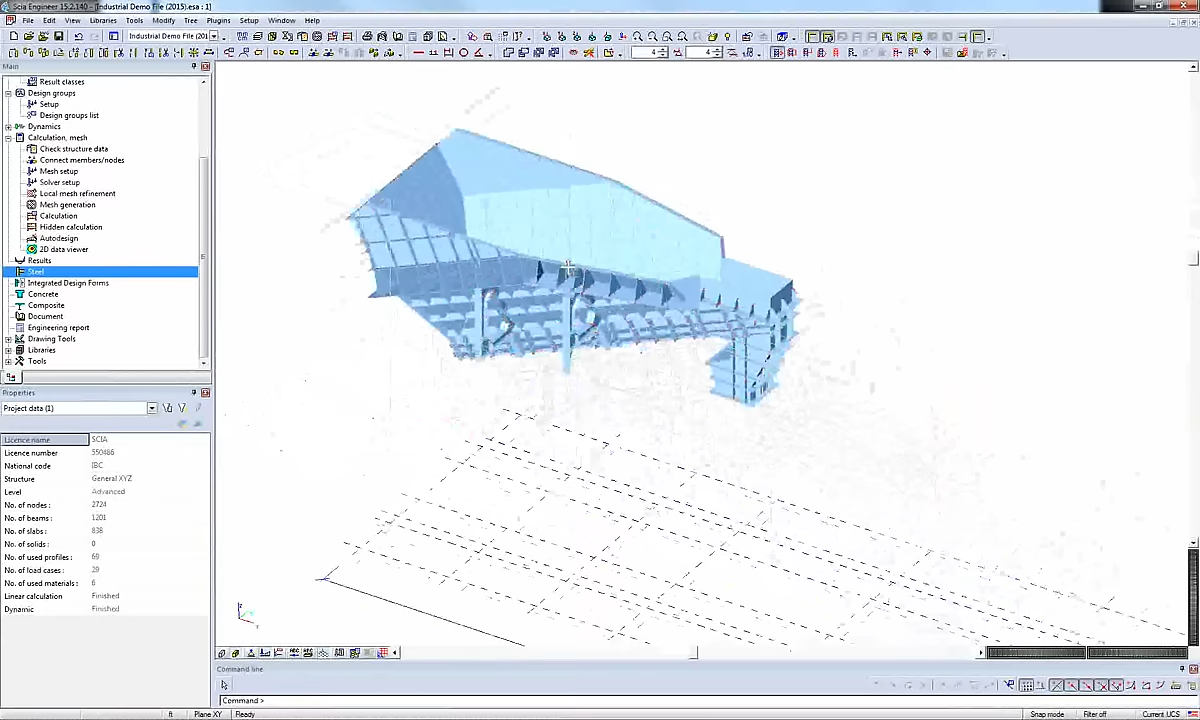 Scia Engineer 15.2.140 - [Industrial Demo File (2015).esa : 1]
File Edit View Libraries Tools Modify Tree Plugins Setup Window Help
Industrial Demo File (201
4 4
Main
Result classes
Design groups
Setup
Design groups list
Dynamics
Calculation, mesh
Check structure data
Connect members/nodes
Mesh setup
Solver setup
Local mesh refinement
Mesh generation
Calculation
Hidden calculation
Autodesign
2D data viewer
Results
Steel
Integrated Design Forms
Concrete
Composite
Document
Engineering report
Drawing Tools
Libraries
Tools
Properties
Project data (1)
Licence name SCIA
Licence number 550486
National code IBC
Structure General XYZ
Level Advanced
No. of nodes : 2724
No. of beams : 1201
No. of slabs : 838
No. of solids : 0
No. of used profiles : 69
No. of load cases : 29
No. of used materials : 6
Linear calculation Finished
Dynamic Finished
Command line
Command >
ft Plane XY Ready Snap mode Filter off Current UCS